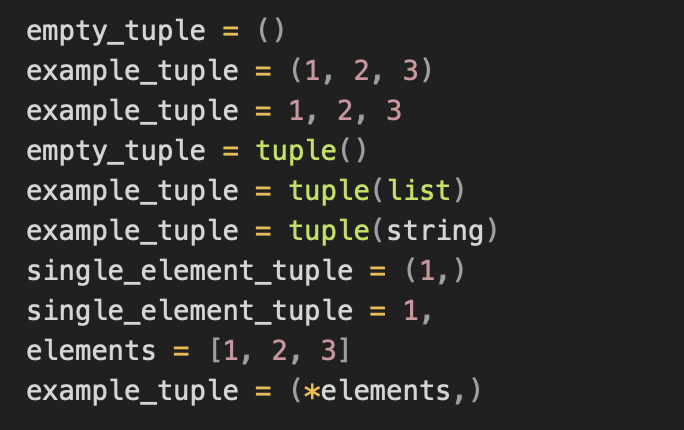 empty_tuple = ()
example_tuple = (1, 2, 3)
example_tuple = 1, 2, 3
empty_tuple = tuple()
example_tuple = tuple(list)
example_tuple = tuple(string)
single_element_tuple = (1,)
single_element_tuple = 1,
elements = [1, 2, 3]
example_tuple = (*elements,)